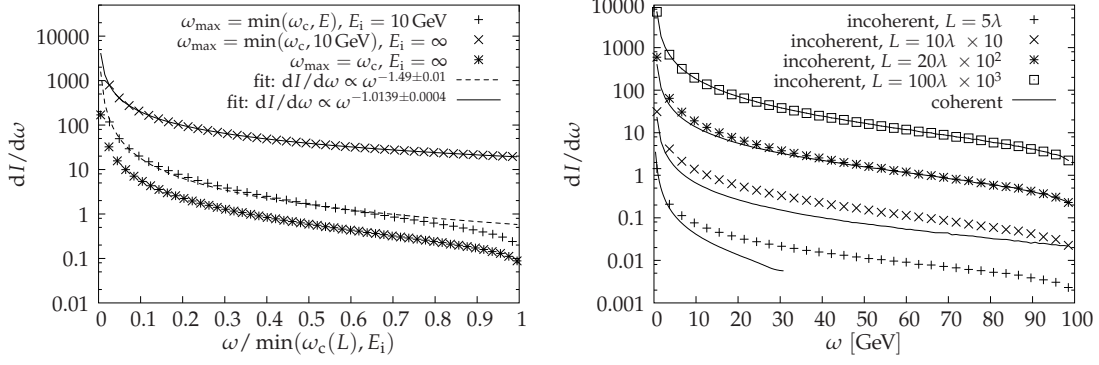 ω_max = min(ω_c, E), E_i = 10 GeV
ω_max = min(ω_c, 10 GeV), E_i = ∞
ω_max = ω_c, E_i = ∞
fit: dI/dω ∝ ω^−1.49±0.01
fit: dI/dω ∝ ω^−1.0139±0.0004
10000
1000
100
10
1
0.1
0.01
dI/dω
0 0.1 0.2 0.3 0.4 0.5 0.6 0.7 0.8 0.9 1
ω/ min(ω_c(L), E_i)
incoherent, L = 5λ
incoherent, L = 10λ × 10
incoherent, L = 20λ × 10^2
incoherent, L = 100λ × 10^3
coherent
10000
1000
100
10
1
0.1
0.01
0.001
dI/dω
0 10 20 30 40 50 60 70 80 90 100
ω [GeV]